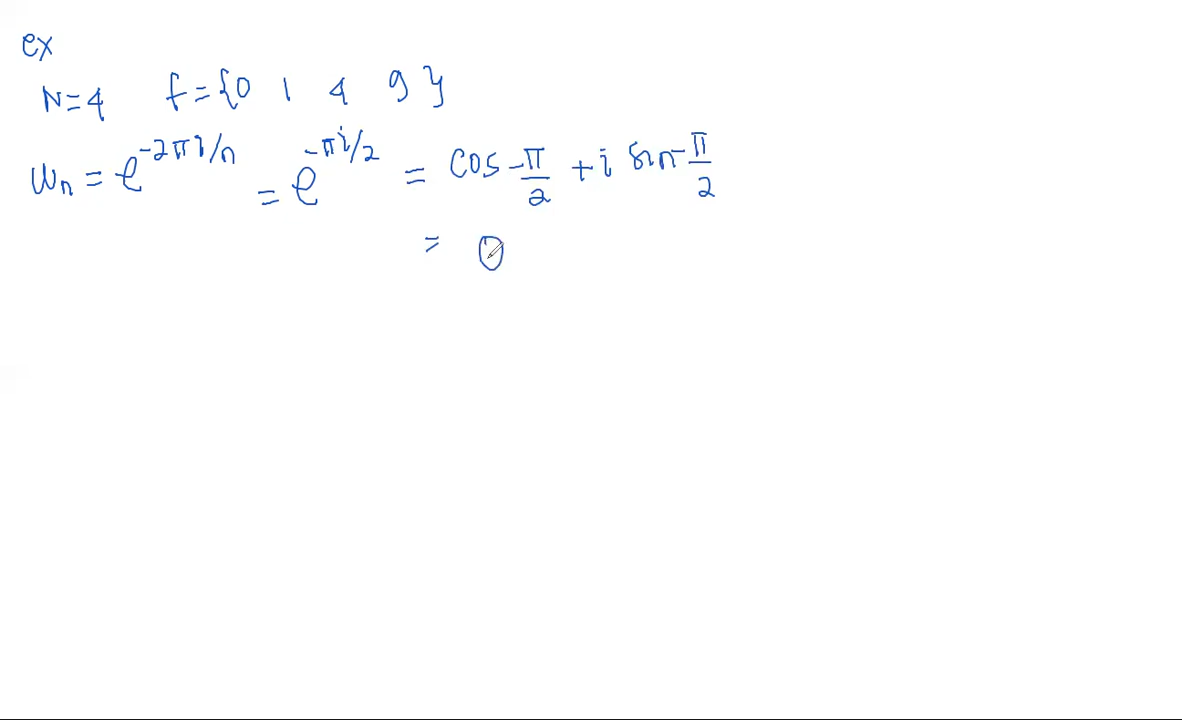 ex
N=4 f={0 1 4 9}
Wn = e^{-2πi/n} = e^{-πi/2} = cos -π/2 + i sin -π/2
= 0